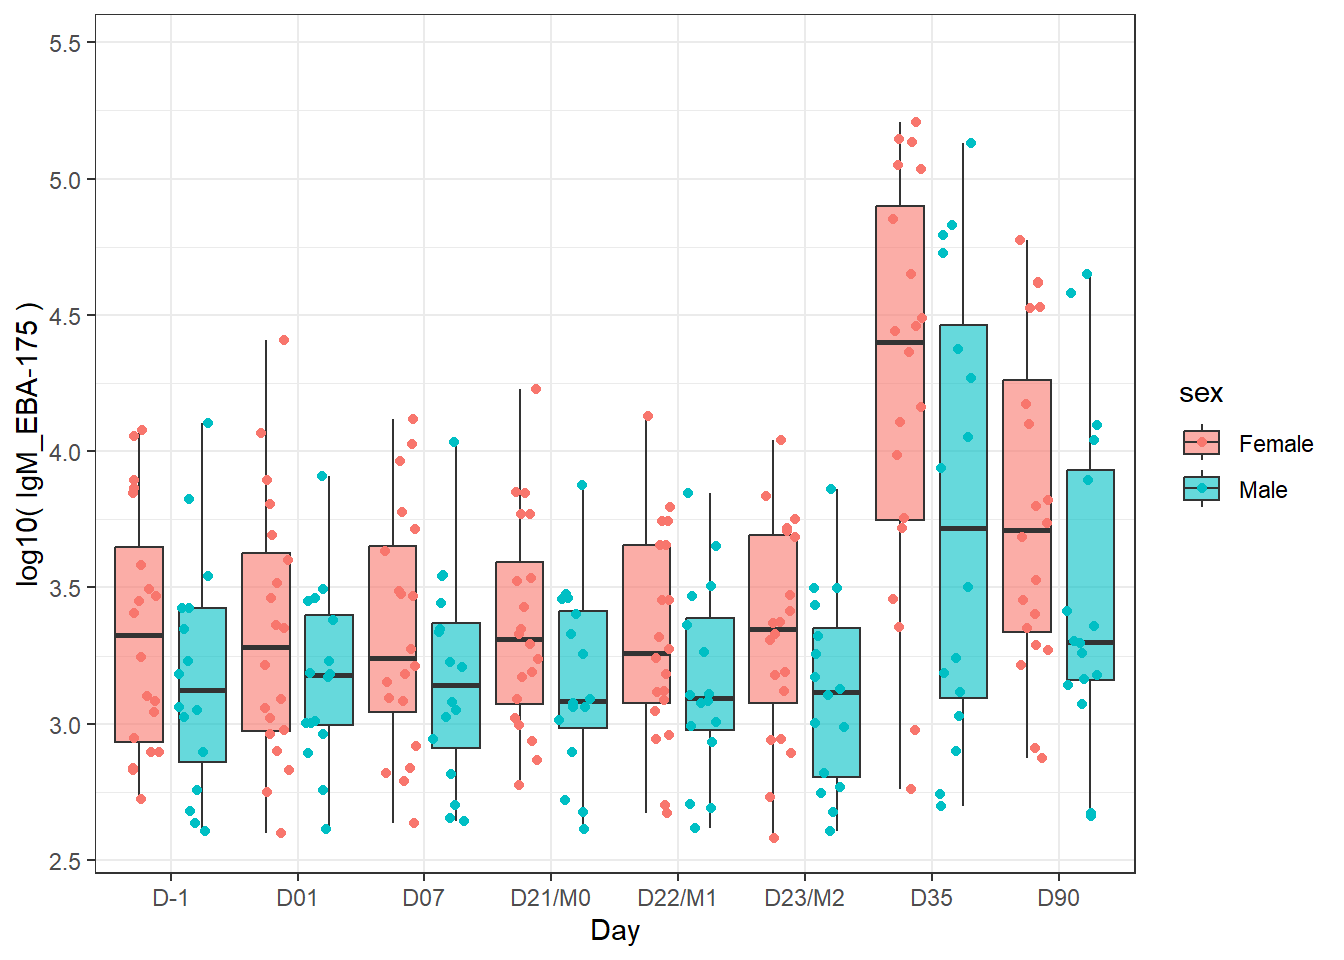 5.5
5.0
4.5
4.0
3.5
3.0
2.5
log10( IgM_EBA-175 )
D-1 D01 D07 D21/M0 D22/M1 D23/M2 D35 D90
Day
sex
Female
Male